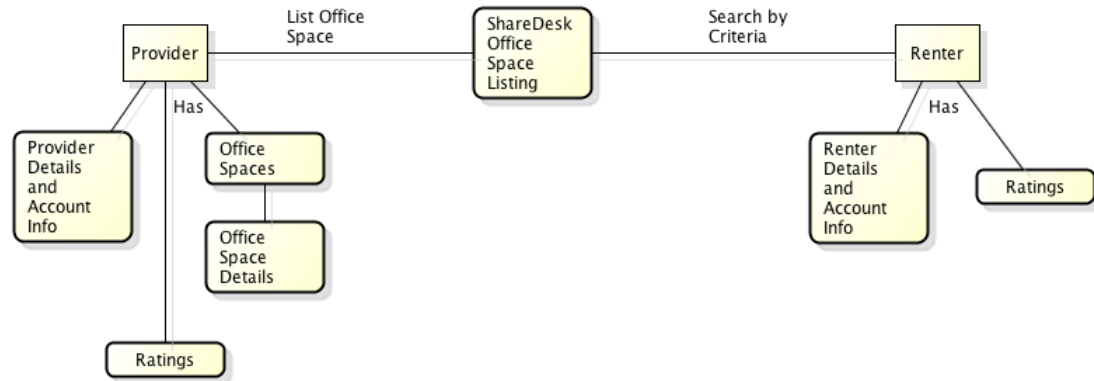 List Office
Space
Search by
Criteria
Provider
ShareDesk
Office
Space
Listing
Renter
Has
Has
Provider
Details
and
Account
Info
Office
Spaces
Office
Space
Details
Ratings
Renter
Details
and
Account
Info
Ratings